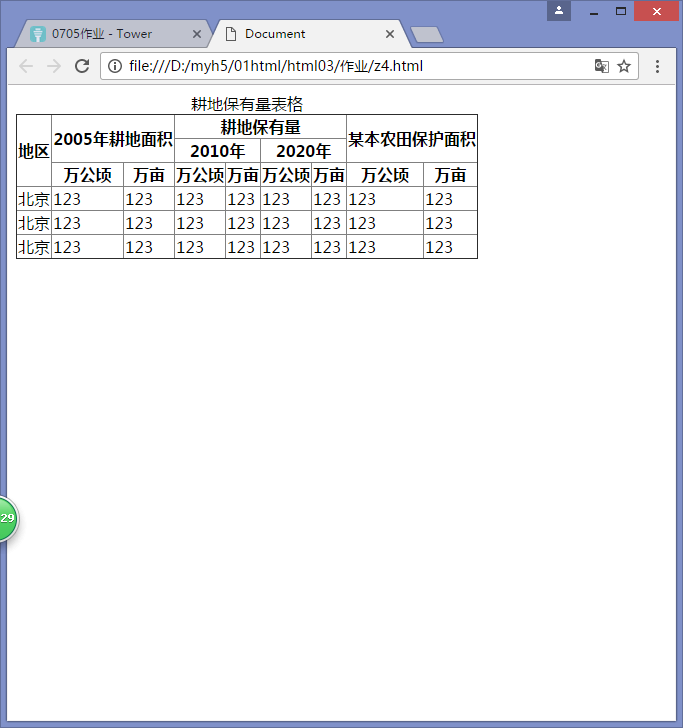 0705作业 - Tower
Document
file:///D:/myh5/01html/html03/作业/z4.html
耕地保有量表格
地区 2005年耕地面积 耕地保有量 某本农田保护面积
2010年 2020年
万公顷 万亩 万公顷 万亩 万公顷 万亩 万公顷 万亩
北京 123 123 123 123 123 123 123 123
北京 123 123 123 123 123 123 123 123
北京 123 123 123 123 123 123 123 123
29